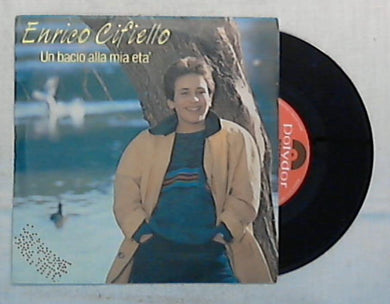 Enrico Cifiello
Un bacio alla mia eta'
Polydor